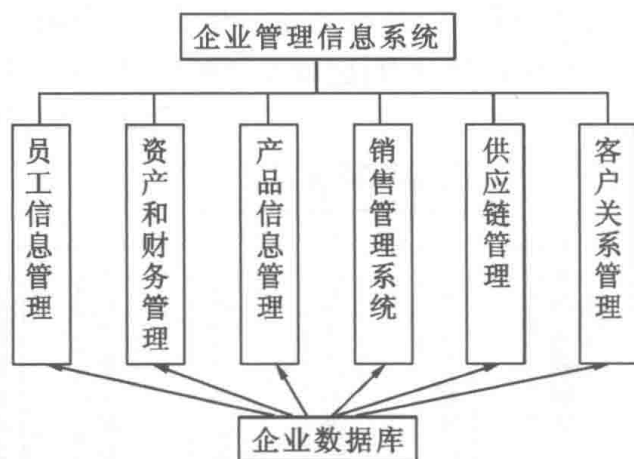 企业管理信息系统
员工信息管理
资产和财务管理
产品信息管理
销售管理系统
供应链管理
客户关系管理
企业数据库